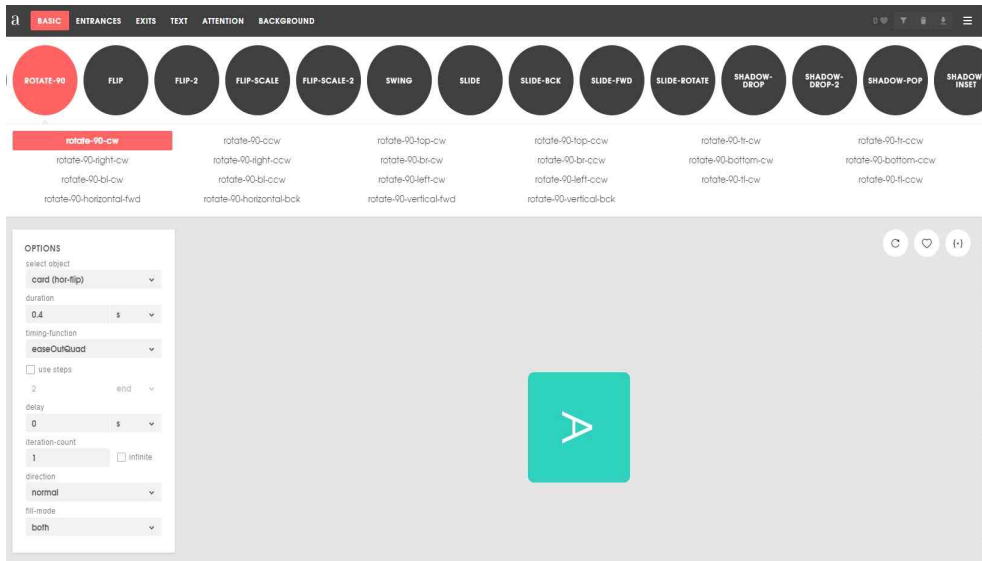 a BASIC ENTRANCES EXITS TEXT ATTENTION BACKGROUND 0
ROTATE-90 FLIP FLIP-2 FLIP-SCALE FLIP-SCALE-2 SWING SLIDE SLIDE-BCK SLIDE-FWD SLIDE-ROTATE SHADOW-DROP SHADOW-DROP-2 SHADOW-POP SHADOW INSET
rotate-90-cw rotate-90-ccw rotate-90-top-cw rotate-90-top-ccw rotate-90-tr-cw rotate-90-tr-ccw
rotate-90-right-cw rotate-90-right-ccw rotate-90-br-cw rotate-90-br-ccw rotate-90-bottom-cw rotate-90-bottom-ccw
rotate-90-bl-cw rotate-90-bl-ccw rotate-90-left-cw rotate-90-left-ccw rotate-90-tl-cw rotate-90-tl-ccw
rotate-90-horizontal-fwd rotate-90-horizontal-bck rotate-90-vertical-fwd rotate-90-vertical-bck
OPTIONS
select object
card (hor-flip)
duration
0.4 s
timing-function
easeOutQuad
use steps
2 end
delay
0 s
iteration-count
1 infinite
direction
normal
fill-mode
both
A